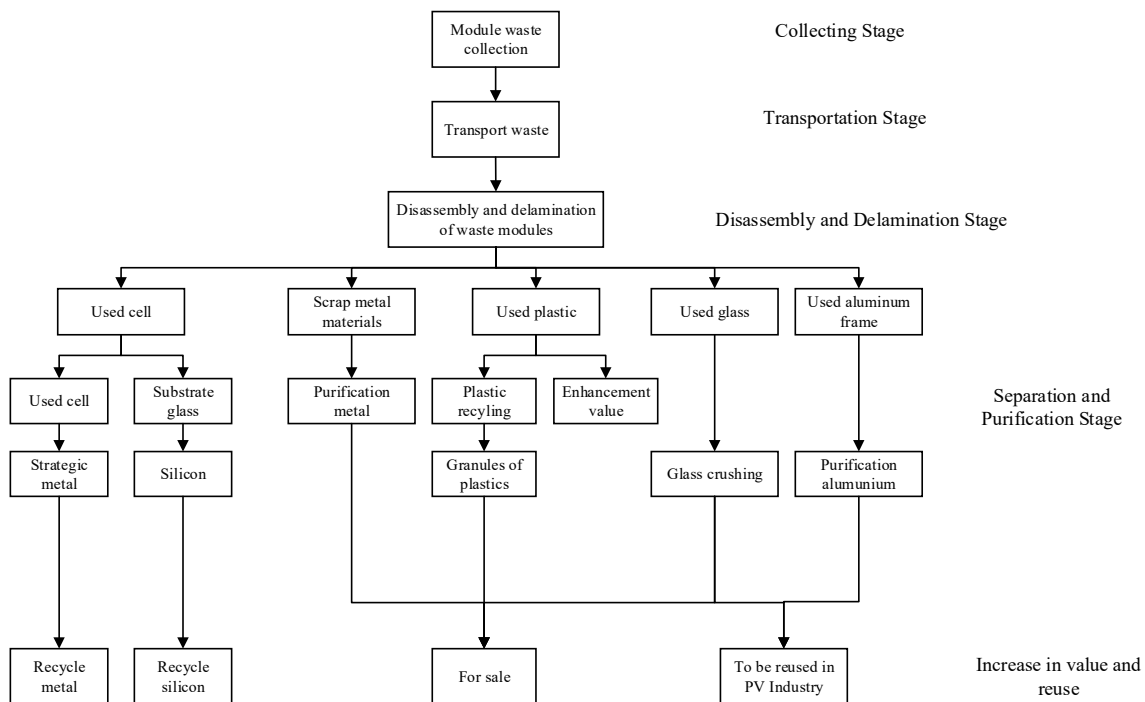 Module waste
collection
Collecting Stage
Transport waste
Transportation Stage
Disassembly and delamination
of waste modules
Disassembly and Delamination Stage
Used cell
Scrap metal
materials
Used plastic
Used glass
Used aluminum
frame
Used cell
Substrate
glass
Purification
metal
Plastic
recyling
Enhancement
value
Separation and
Purification Stage
Strategic
metal
Silicon
Granules of
plastics
Glass crushing
Purification
alumunium
Recycle
metal
Recycle
silicon
For sale
To be reused in
PV Industry
Increase in value and
reuse